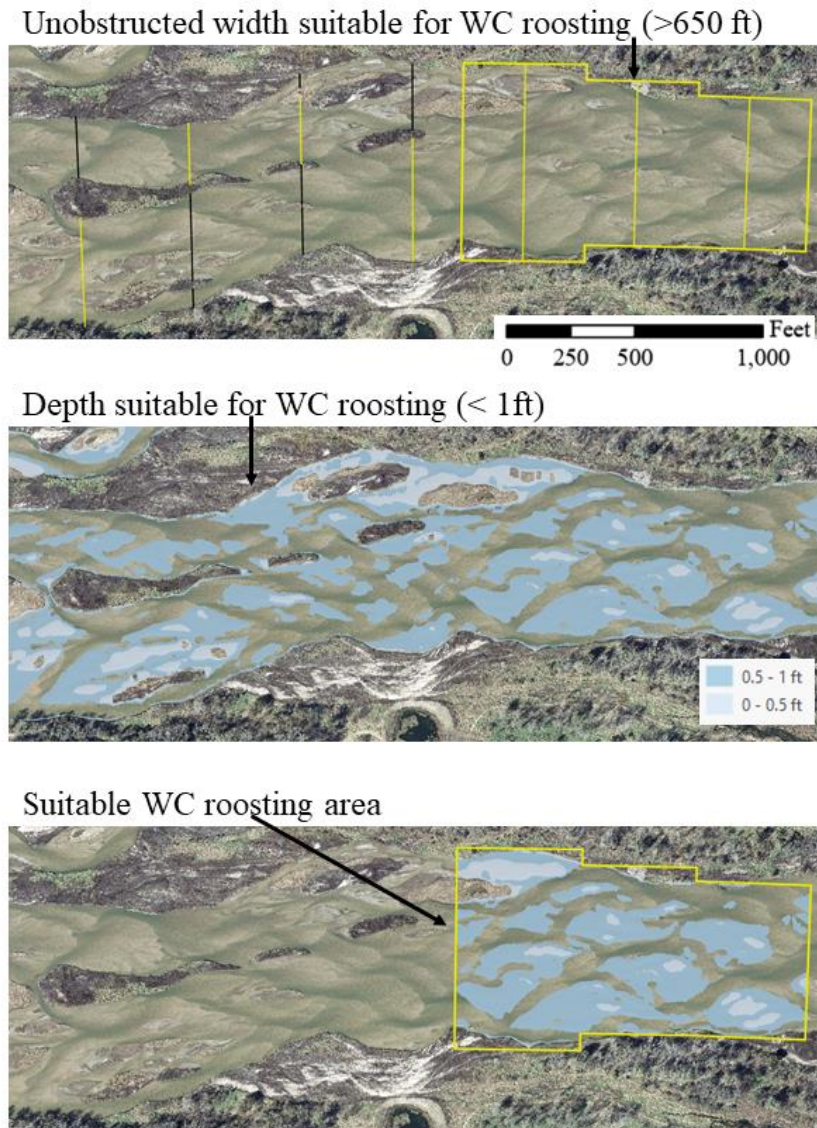 Unobstructed width suitable for WC roosting (>650 ft)
Feet
0 250 500 1,000
Depth suitable for WC roosting (< 1ft)
0.5 - 1 ft
0 - 0.5 ft
Suitable WC roosting area